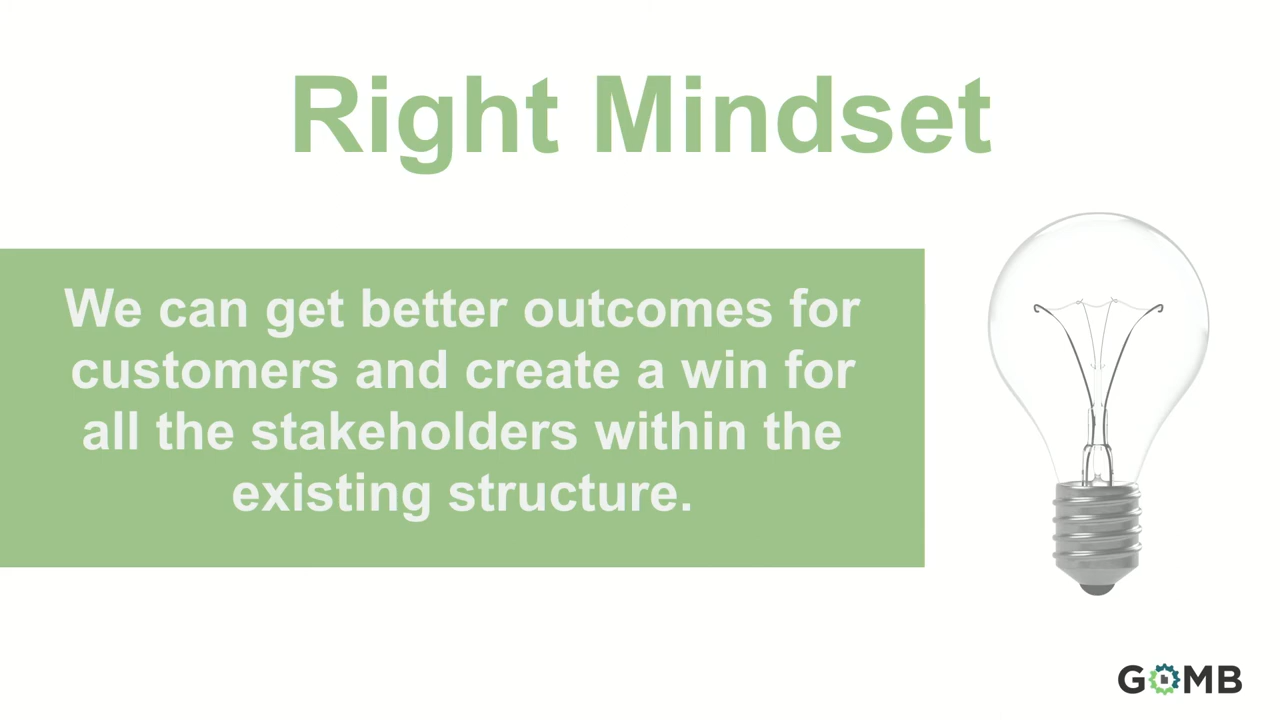 Right Mindset
We can get better outcomes for
customers and create a win for
all the stakeholders within the
existing structure.
GOMB